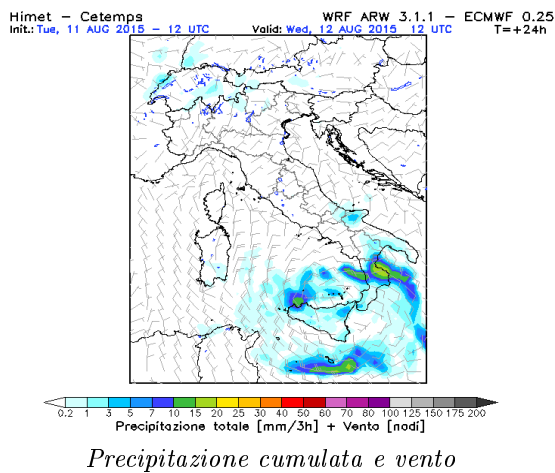 Himet – Cetemps WRF ARW 3.1.1 – ECMWF 0.25
Init.: Tue, 11 AUG 2015 – 12 UTC Valid: Wed, 12 AUG 2015 12 UTC T=+24h
0.2 1 3 5 7 10 15 20 25 30 40 50 60 70 80 100 125 150 175 200
Precipitazione totale [mm/3h] + Vento [nodi]
Precipitazione cumulata e vento